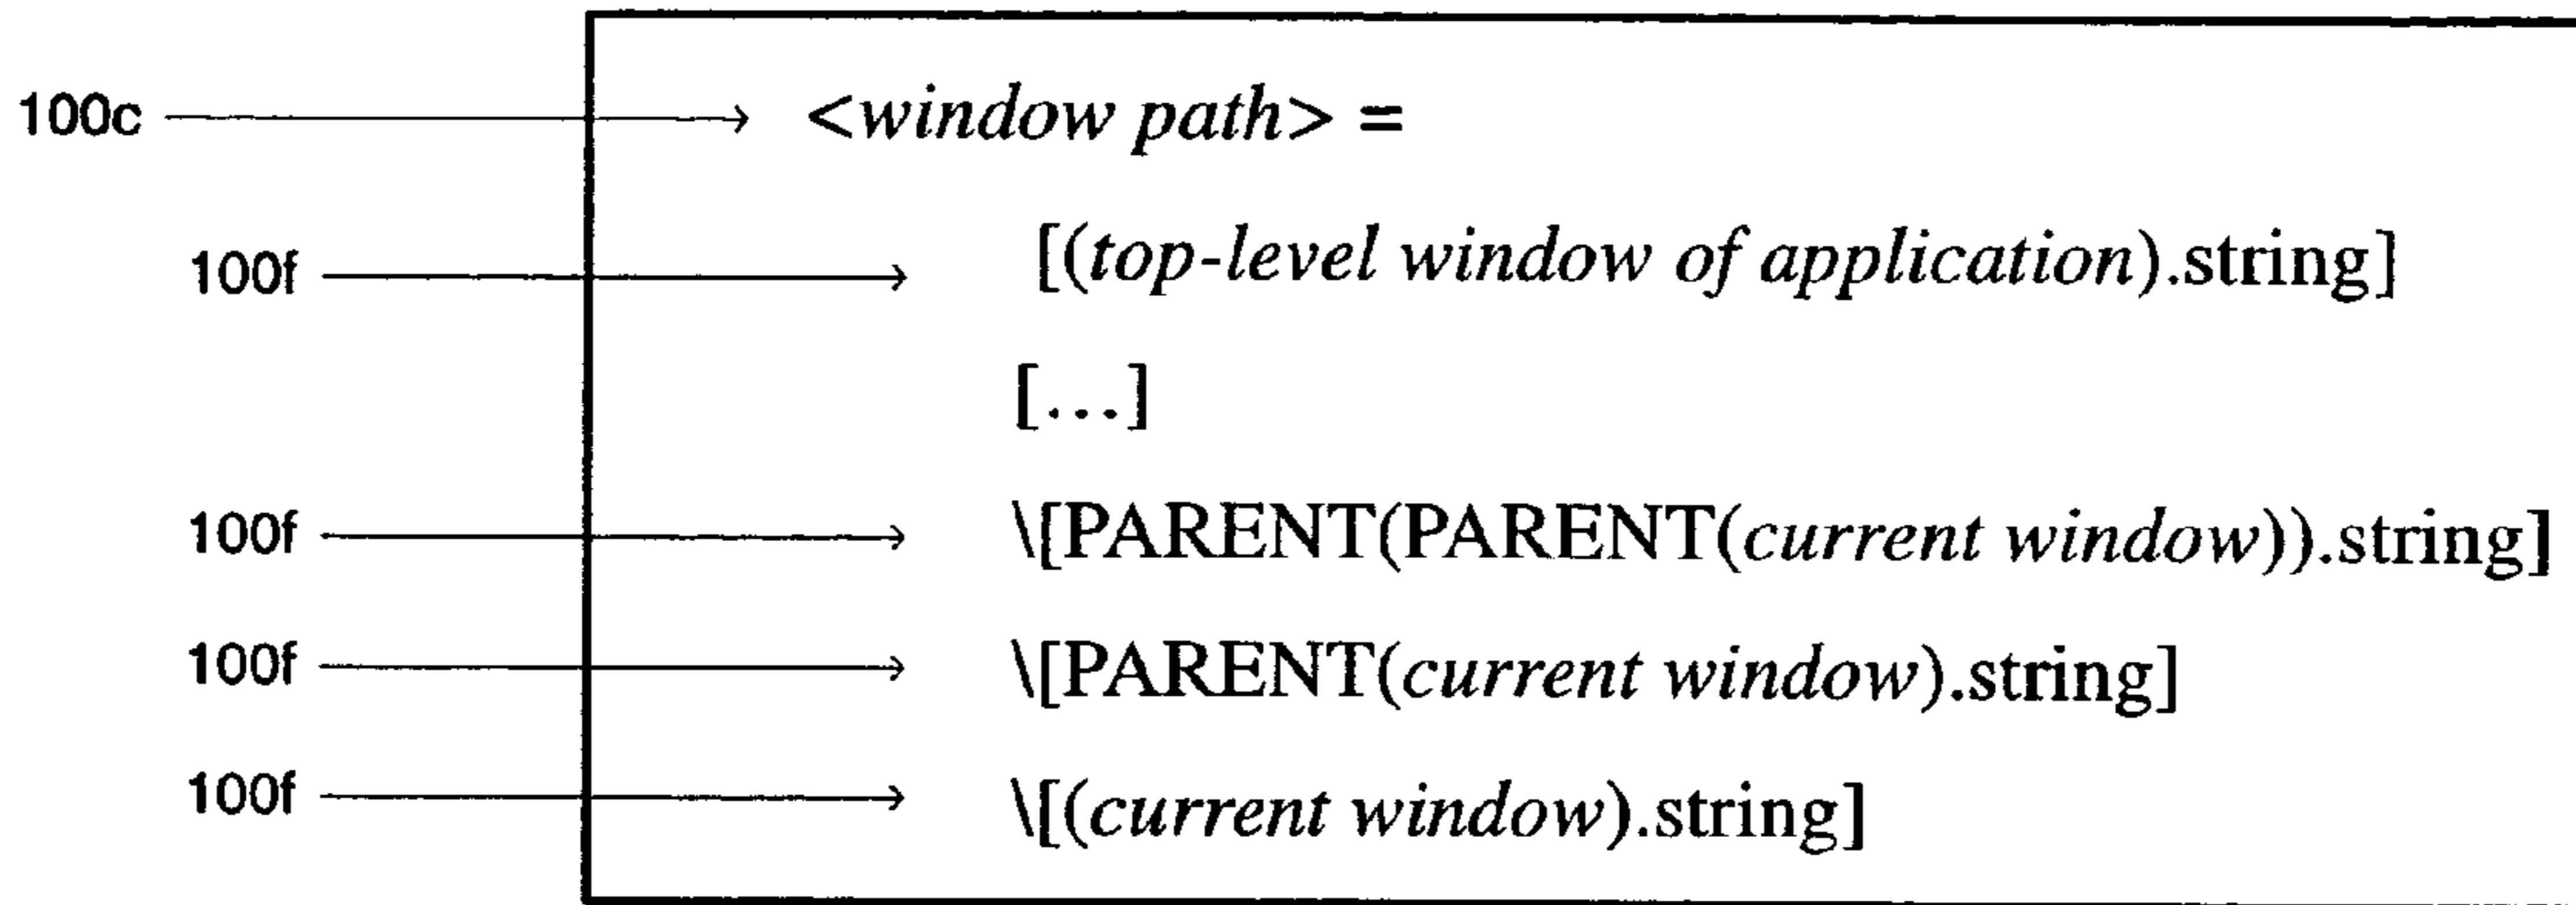 100c <window path> =
100f [(top-level window of application).string]
[...]
100f \[PARENT(PARENT(current window)).string]
100f \[PARENT(current window).string]
100f \[(current window).string]